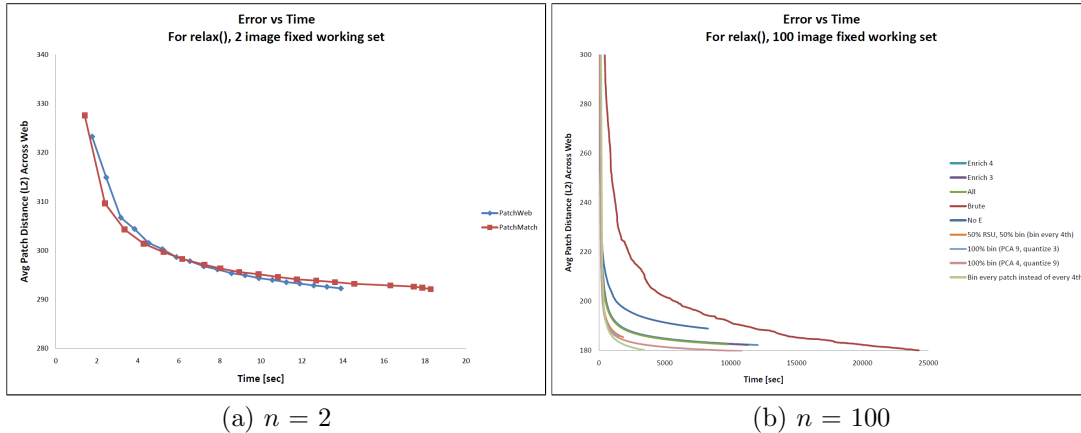 Error vs Time
For relax(), 2 image fixed working set
340
330
320
310
300
290
280
Avg Patch Distance (L2) Across Web
0 2 4 6 8 10 12 14 16 18 20
Time [sec]
PatchWeb
PatchMatch
(a) n = 2
Error vs Time
For relax(), 100 image fixed working set
300
280
260
240
220
200
180
Avg Patch Distance (L2) Across Web
0 5000 10000 15000 20000 25000
Time [sec]
Enrich 4
Enrich 3
All
Brute
No E
50% RSU, 50% bin (bin every 4th)
100% bin (PCA 9, quantize 3)
100% bin (PCA 4, quantize 9)
Bin every patch instead of every 4th
(b) n = 100